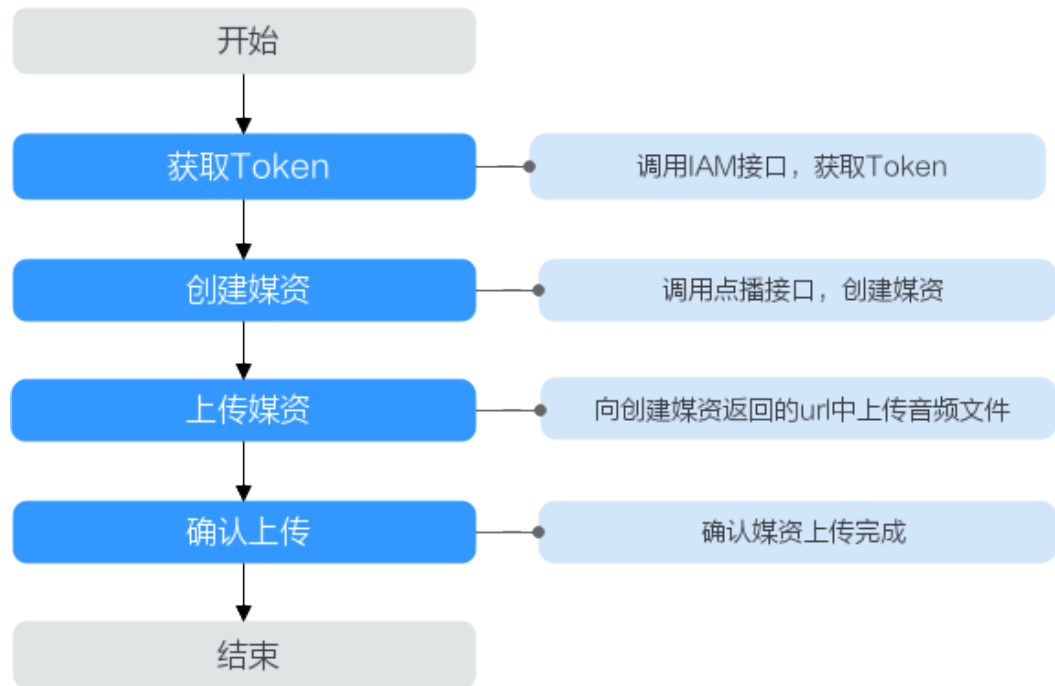 开始
获取Token
调用IAM接口，获取Token
创建媒资
调用点播接口，创建媒资
上传媒资
向创建媒资返回的url中上传音频文件
确认上传
确认媒资上传完成
结束